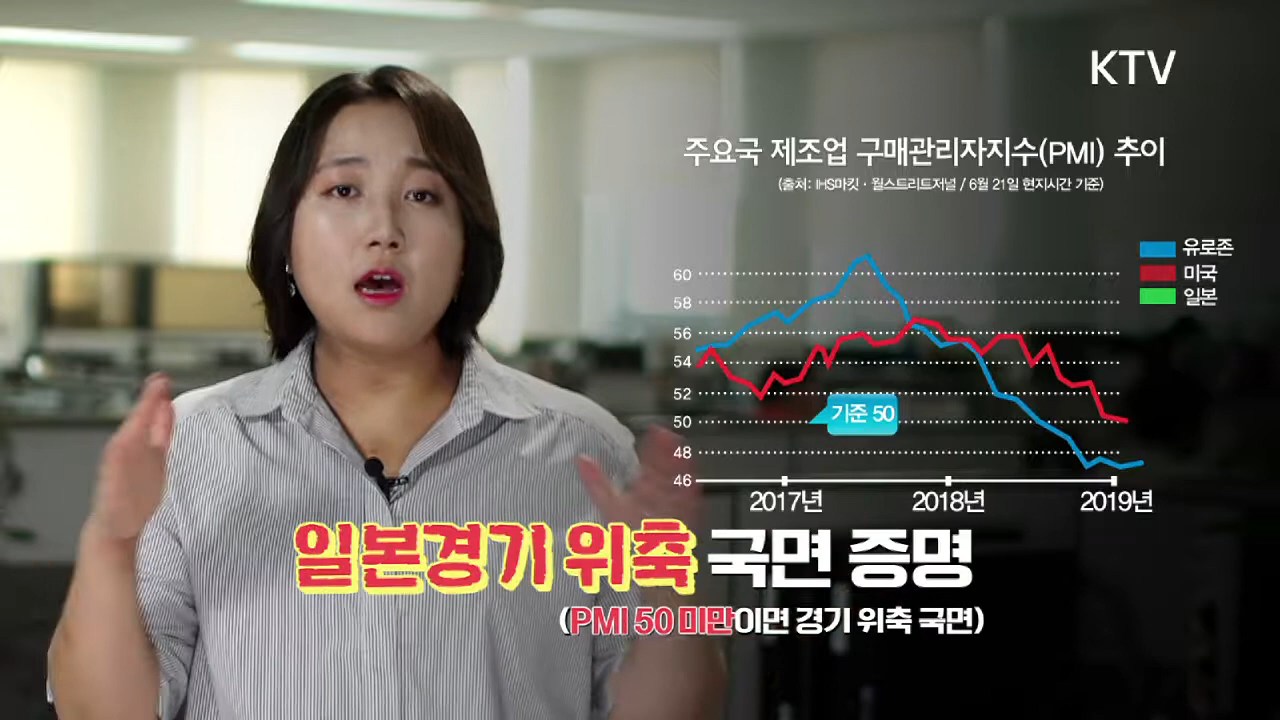 KTV
주요국 제조업 구매관리자지수(PMI) 추이
(출처: IHS마킷 · 월스트리트저널 / 6월 21일 현지시간 기준)
유로존
미국
일본
60
58
56
54
52
50
48
46
기준 50
2017년
2018년
2019년
일본경기 위축 국면 증명
(PMI 50 미만이면 경기 위축 국면)